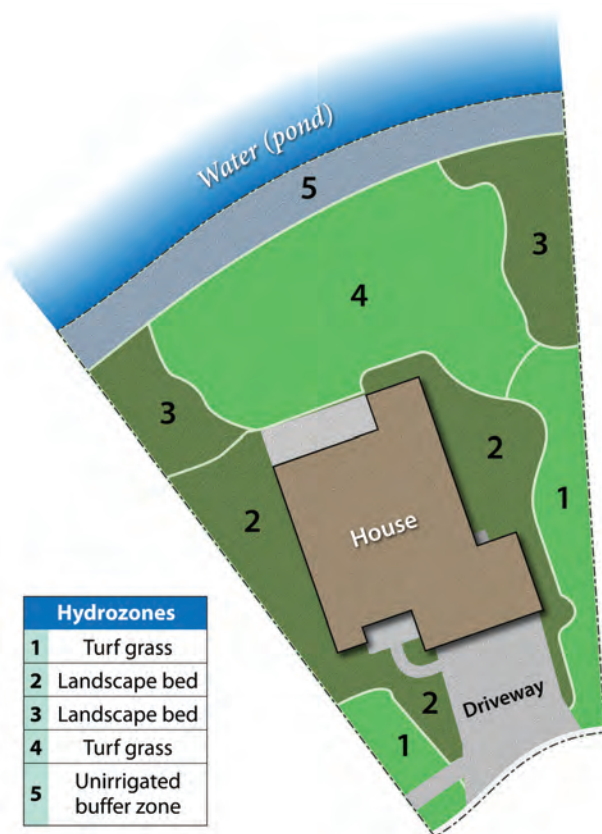 Water (pond)
5
3
4
3
2
2
1
House
2
Driveway
1
Hydrozones
1 Turf grass
2 Landscape bed
3 Landscape bed
4 Turf grass
5 Unirrigated
buffer zone